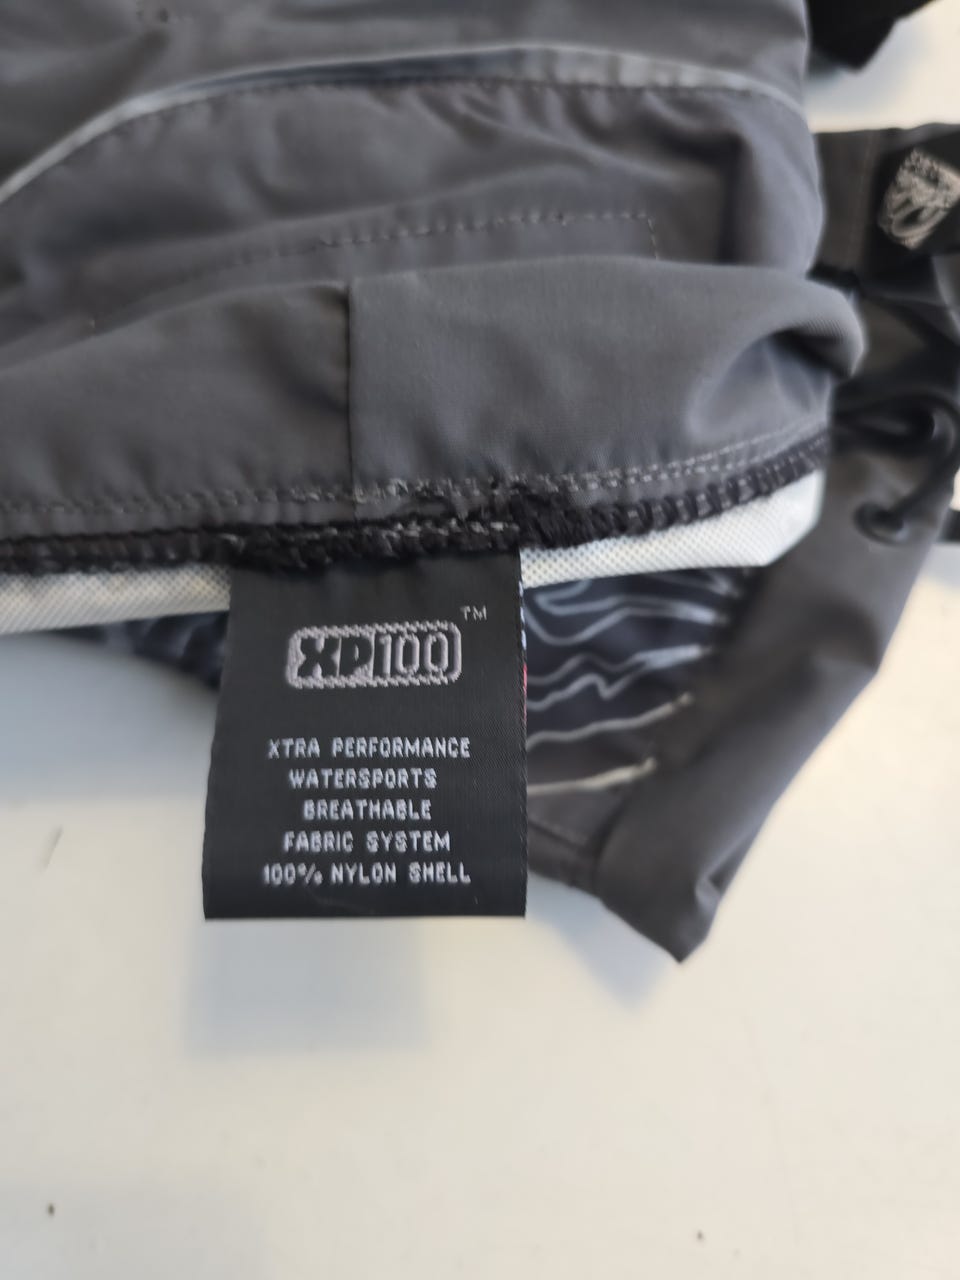 XP100™
XTRA PERFORMANCE
WATERSPORTS
BREATHABLE
FABRIC SYSTEM
100% NYLON SHELL